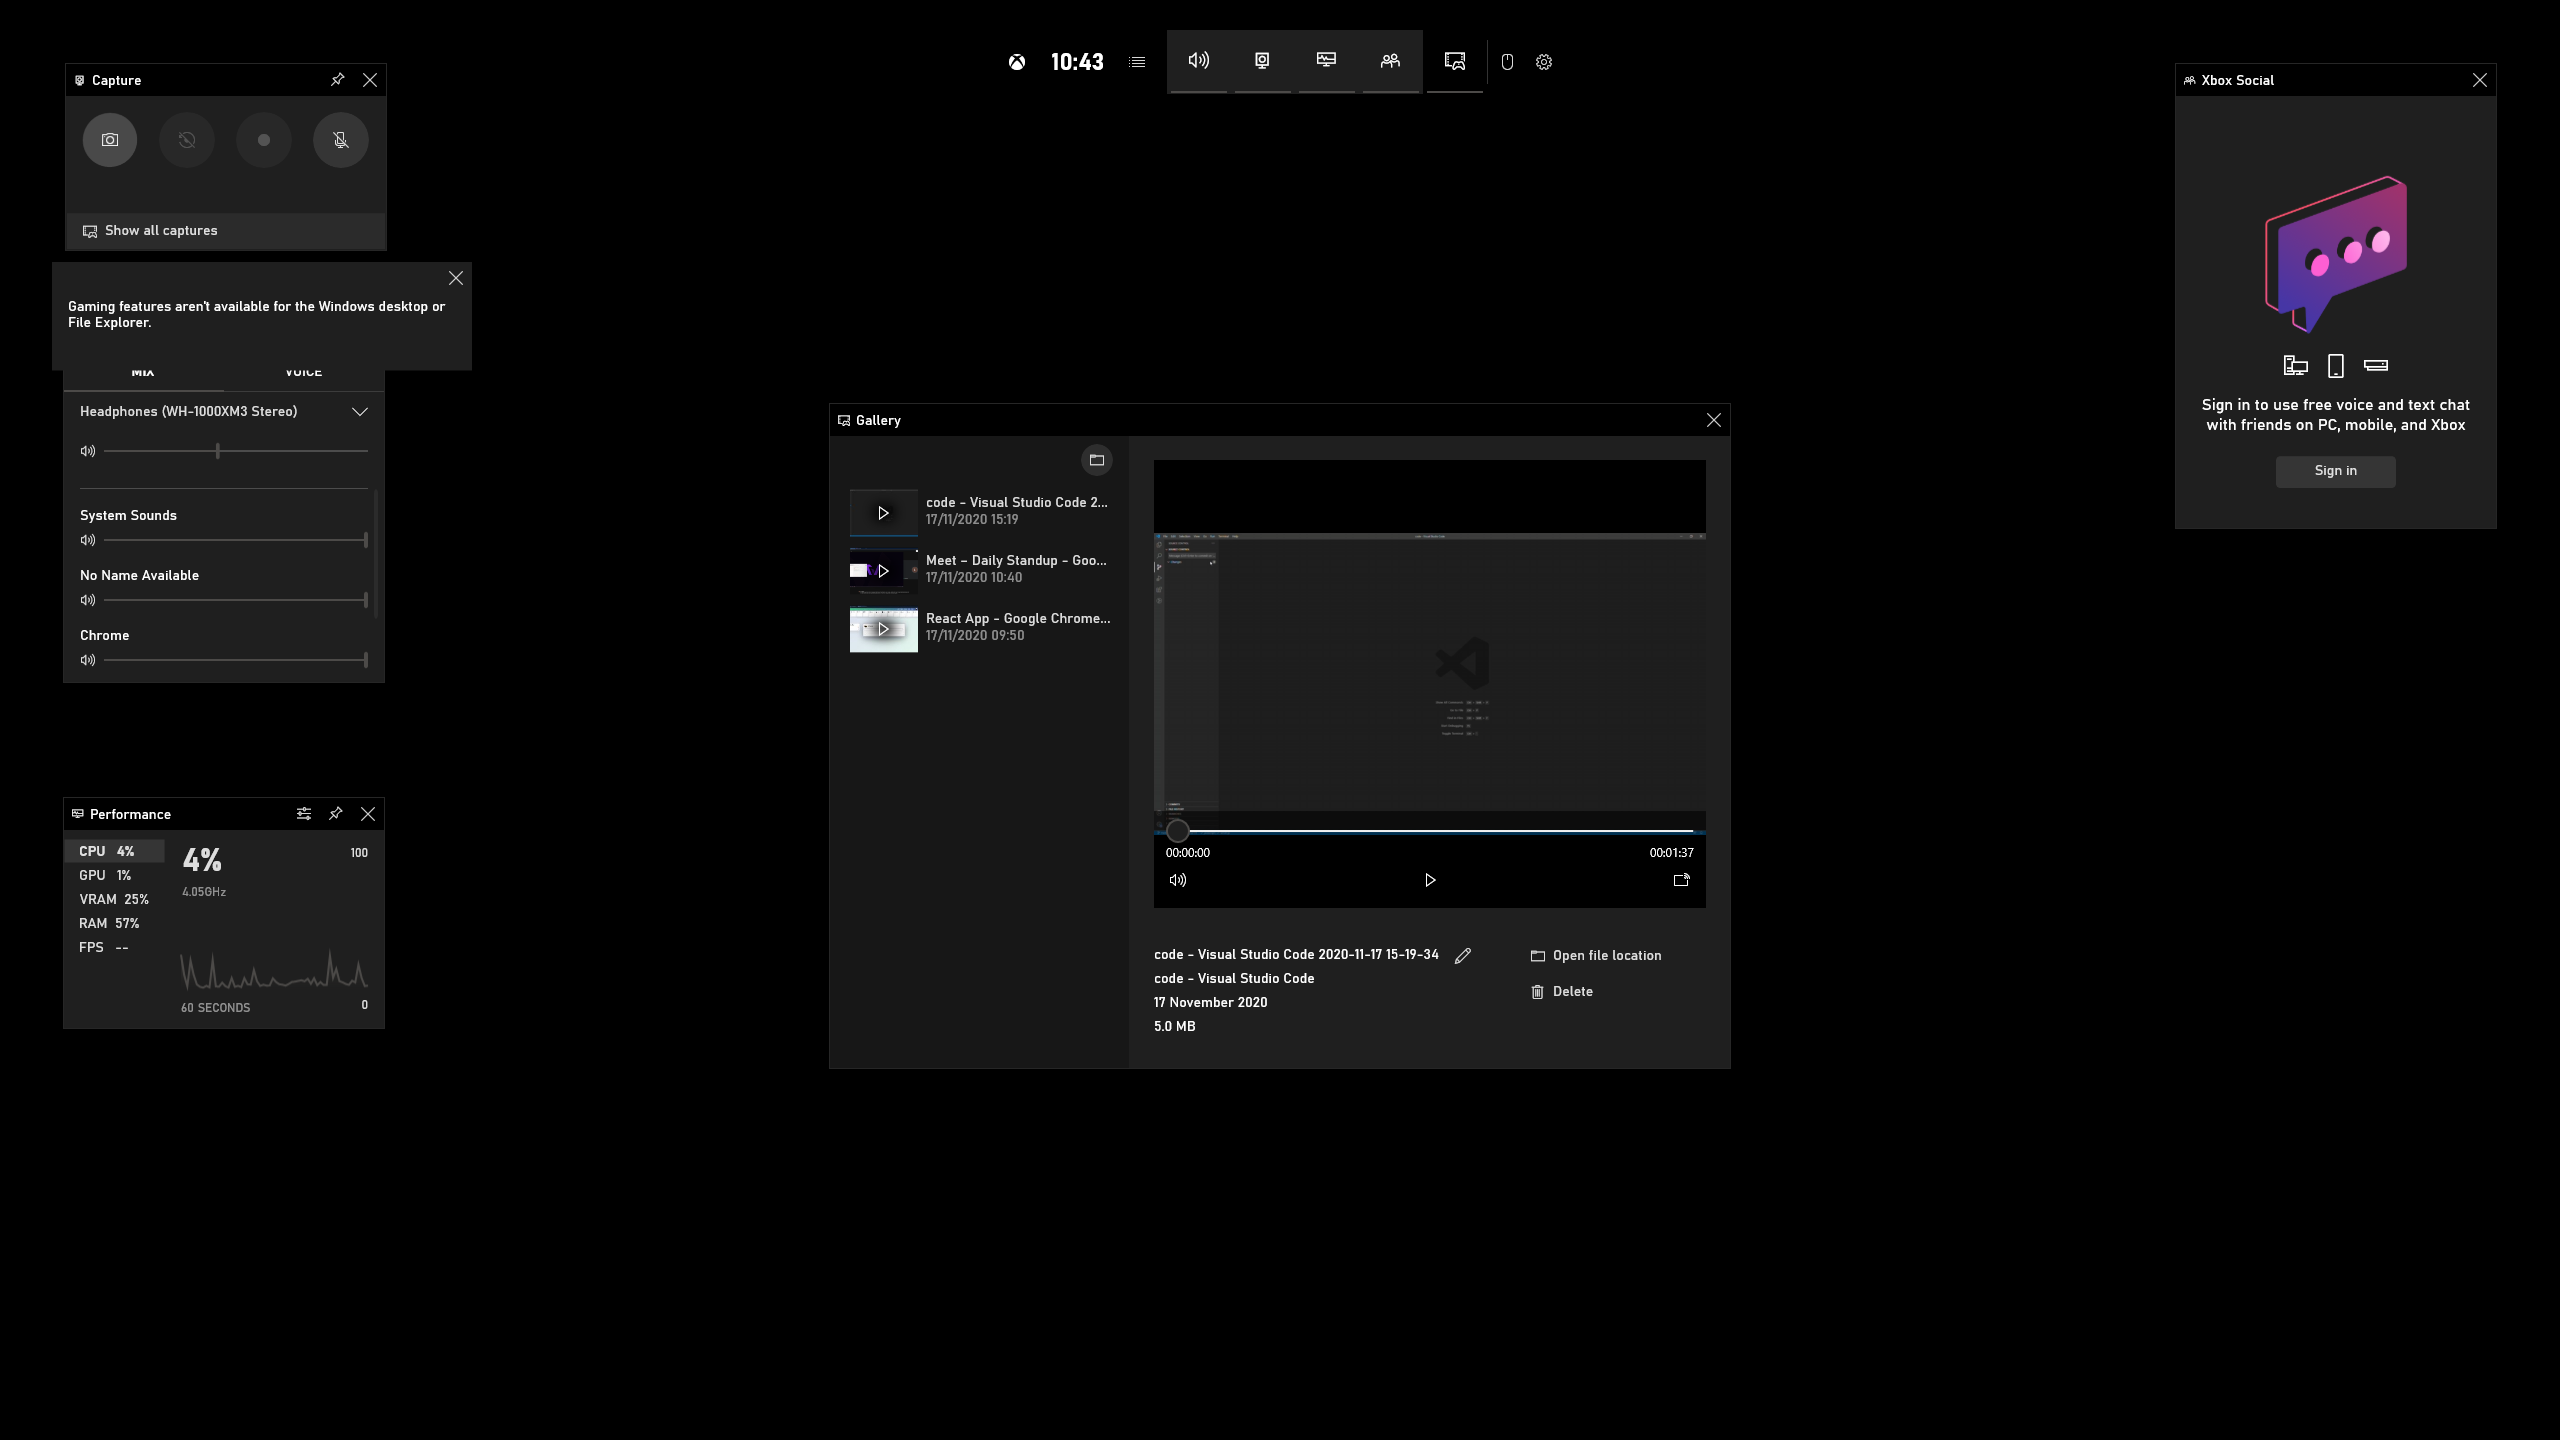 10:43
Capture
Show all captures
Gaming features aren't available for the Windows desktop or
File Explorer.
MIX
VOICE
Headphones (WH-1000XM3 Stereo)
System Sounds
No Name Available
Chrome
Performance
CPU 4%
GPU 1%
VRAM 25%
RAM 57%
FPS --
4%
4.05GHz
100
60 SECONDS
0
Gallery
code - Visual Studio Code 2...
17/11/2020 15:19
Meet - Daily Standup - Goo...
17/11/2020 10:40
React App - Google Chrome...
17/11/2020 09:50
00:00:00
00:01:37
code - Visual Studio Code 2020-11-17 15-19-34
code - Visual Studio Code
17 November 2020
5.0 MB
Open file location
Delete
Xbox Social
Sign in to use free voice and text chat
with friends on PC, mobile, and Xbox
Sign in